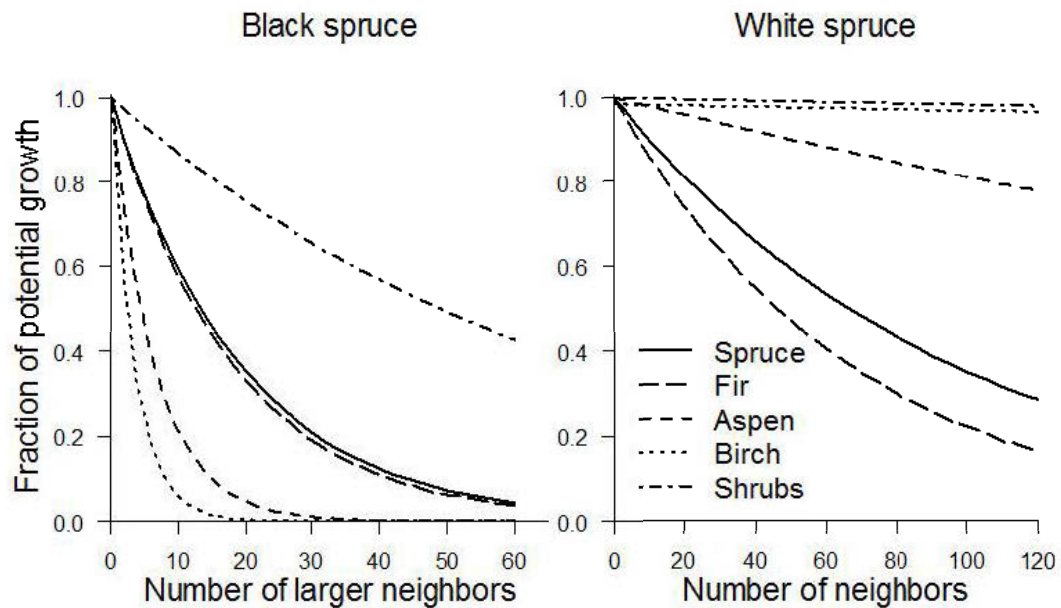 Black spruce
White spruce
Fraction of potential growth
1.0
0.8
0.6
0.4
0.2
0.0
0 10 20 30 40 50 60
Number of larger neighbors
1.0
0.8
0.6
0.4
0.2
0.0
Spruce
Fir
Aspen
Birch
Shrubs
0 20 40 60 80 100 120
Number of neighbors